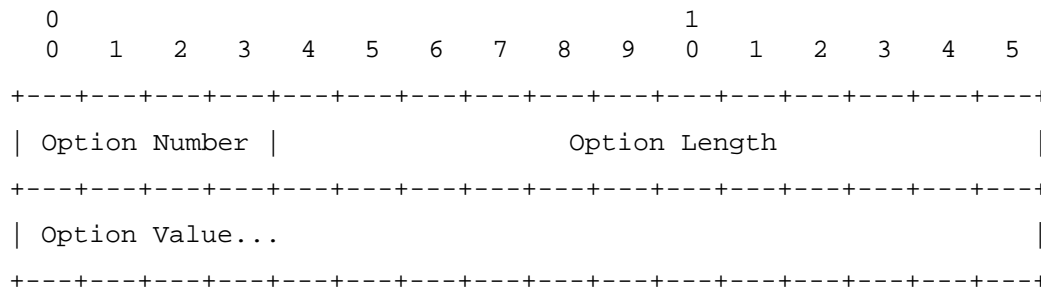 0 1
0 1 2 3 4 5 6 7 8 9 0 1 2 3 4 5
+---+---+---+---+---+---+---+---+---+---+---+---+---+---+---+---+
| Option Number | Option Length |
+---+---+---+---+---+---+---+---+---+---+---+---+---+---+---+---+
| Option Value... |
+---+---+---+---+---+---+---+---+---+---+---+---+---+---+---+---+